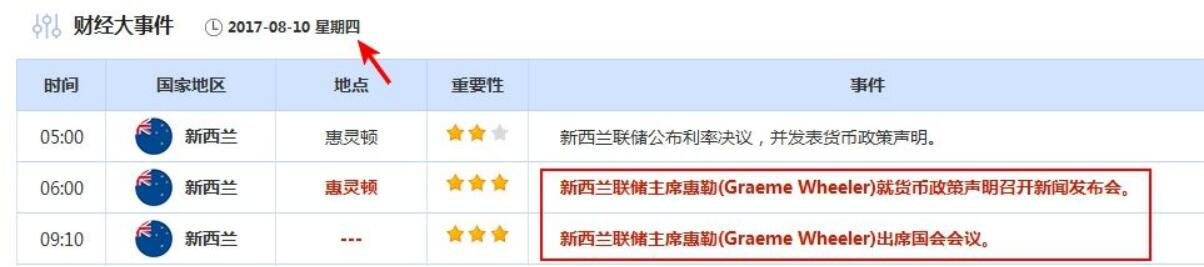 财经大事件 2017-08-10 星期四
时间 国家地区 地点 重要性 事件
05:00 新西兰 惠灵顿 新西兰联储公布利率决议，并发表货币政策声明。
06:00 新西兰 惠灵顿 新西兰联储主席惠勒(Graeme Wheeler)就货币政策声明召开新闻发布会。
09:10 新西兰 --- 新西兰联储主席惠勒(Graeme Wheeler)出席国会会议。